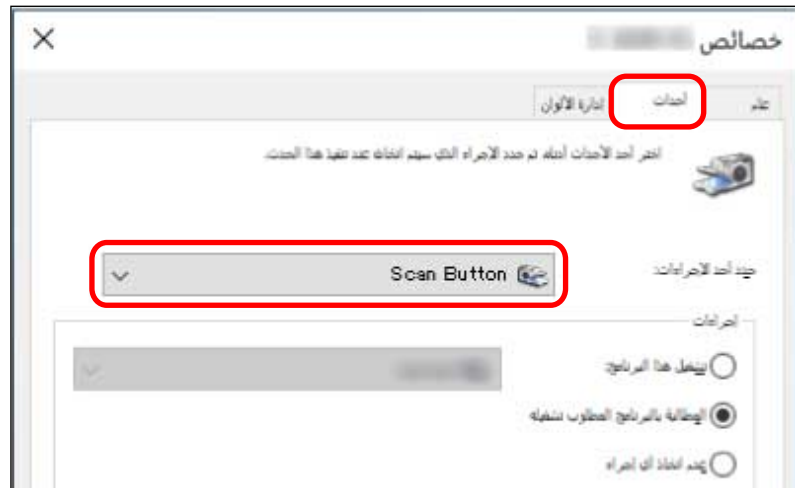 خصائص
عام
أحداث
إدارة الألوان
اختر أحد الأحداث أدناه ثم حدد الإجراء الذي سيتم اتخاذه عند تنفيذ هذا الحدث.
حدد أحد الإجراءات:
Scan Button
إجراءات
تشغيل هذا البرنامج:
المطالبة بالبرنامج المطلوب تشغيله
عدم اتخاذ أي إجراء